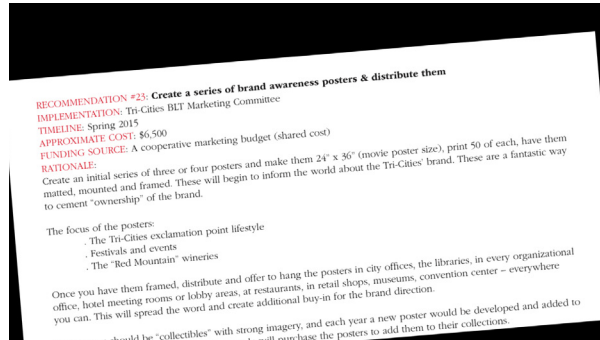 RECOMMENDATION #23: Create a series of brand awareness posters & distribute them
IMPLEMENTATION: Tri-Cities BLT Marketing Committee
TIMELINE: Spring 2015
APPROXIMATE COST: $6,500
FUNDING SOURCE: A cooperative marketing budget (shared cost)
RATIONALE:
Create an initial series of three or four posters and make them 24" x 36" (movie poster size), print 50 of each, have them
matted, mounted and framed. These will begin to inform the world about the Tri-Cities' brand. These are a fantastic way
to cement "ownership" of the brand.
The focus of the posters:
. The Tri-Cities exclamation point lifestyle
. Festivals and events
. The "Red Mountain" wineries
Once you have them framed, distribute and offer to hang the posters in city offices, the libraries, in every organizational
office, hotel meeting rooms or lobby areas, at restaurants, in retail shops, museums, convention center – everywhere
you can. This will spread the word and create additional buy-in for the brand direction.
should be "collectibles" with strong imagery, and each year a new poster would be developed and added to
will purchase the posters to add them to their collections.